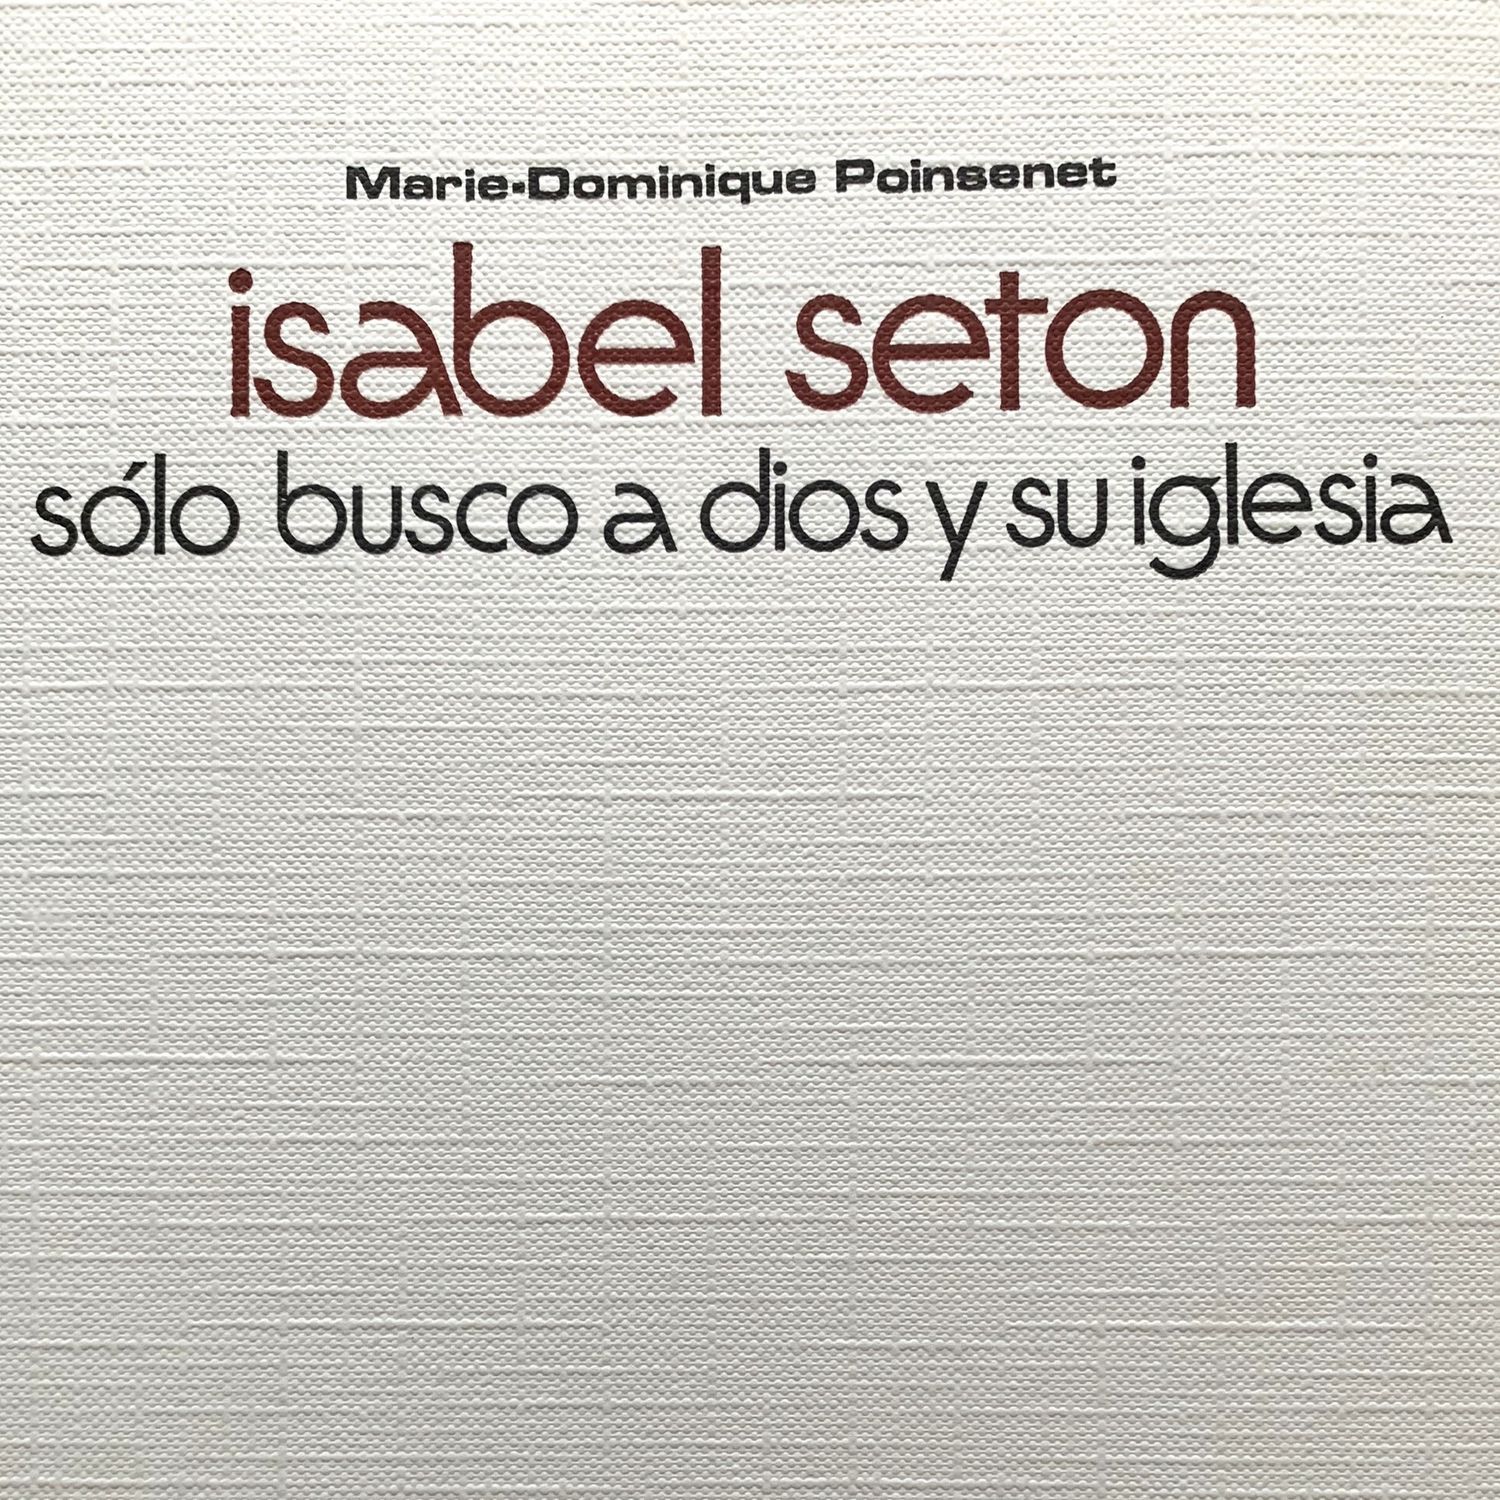 Marie-Dominique Poinsenet
isabel seton
sólo busco a dios y su iglesia